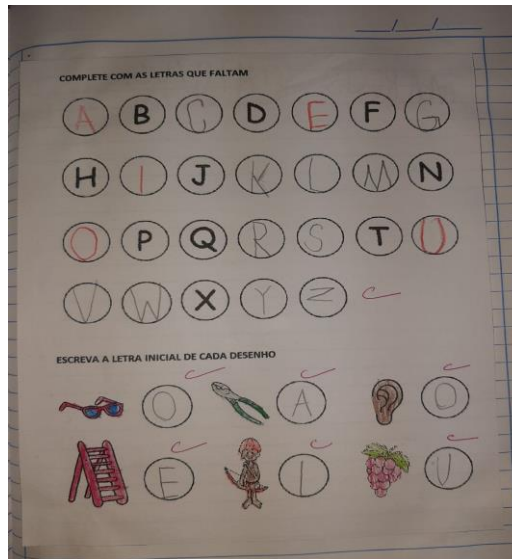 COMPLETE COM AS LETRAS QUE FALTAM
A B C D E F G
H I J K L M N
O P Q R S T U
V W X Y Z
ESCREVA A LETRA INICIAL DE CADA DESENHO
O A O
E I U